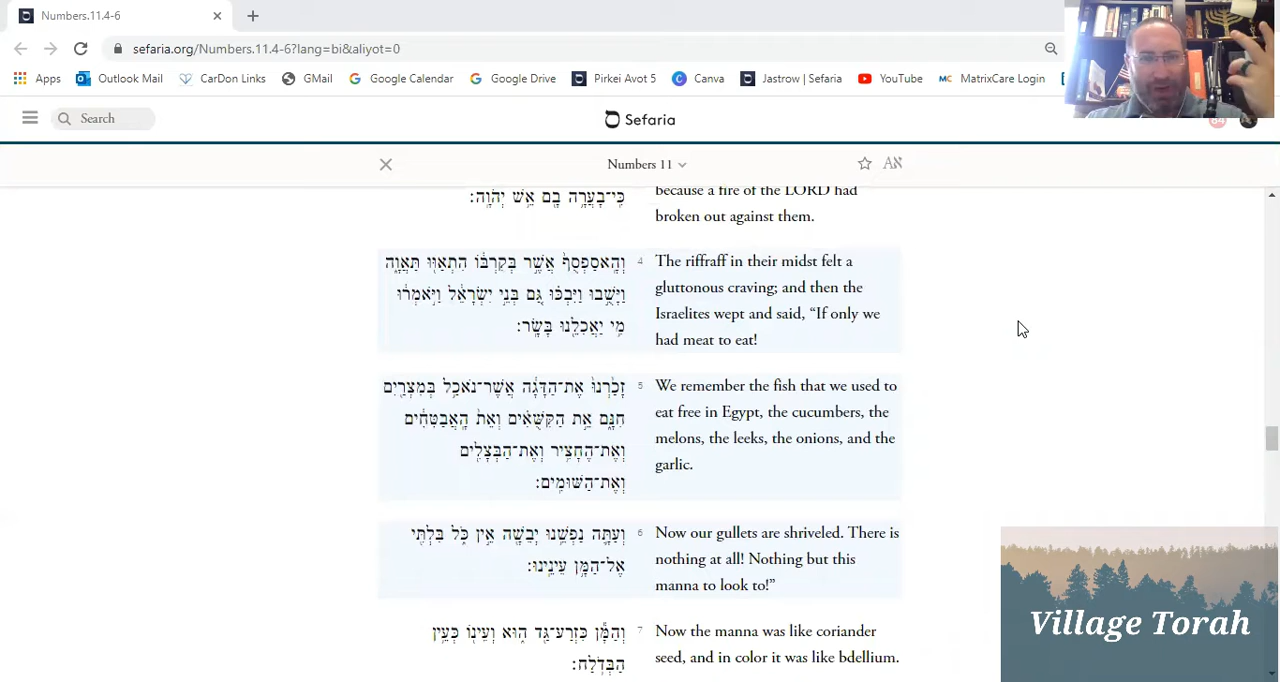 Numbers.11.4-6
sefaria.org/Numbers.11.4-6?lang=bi&aliyot=0
Apps Outlook Mail CarDon Links GMail Google Calendar Google Drive Pirkei Avot 5 Canva Jastrow | Sefaria YouTube MatrixCare Login
Search
Sefaria
84
Numbers 11
כִּֽי־בָעֲרָ֥ה בָ֖ם אֵ֥שׁ יְהֹוָֽה׃
because a fire of the LORD had
broken out against them.
וְהָֽאסַפְסֻף֙ אֲשֶׁ֣ר בְּקִרְבּ֔וֹ הִתְאַוּ֖וּ תַּאֲוָ֑ה
וַיָּשֻׁ֣בוּ וַיִּבְכּ֗וּ גַּ֚ם בְּנֵ֣י יִשְׂרָאֵ֔ל וַיֹּ֣אמְר֔וּ
מִ֥י יַאֲכִלֵ֖נוּ בָּשָֽׂר׃
4
The riffraff in their midst felt a
gluttonous craving; and then the
Israelites wept and said, “If only we
had meat to eat!
זָכַ֙רְנוּ֙ אֶת־הַדָּגָ֔ה אֲשֶׁר־נֹאכַ֥ל בְּמִצְרַ֖יִם
חִנָּ֑ם אֵ֣ת הַקִּשֻּׁאִ֗ים וְאֵת֙ הָֽאֲבַטִּחִ֔ים
וְאֶת־הֶחָצִ֥יר וְאֶת־הַבְּצָלִ֖ים
וְאֶת־הַשּׁוּמִֽים׃
5
We remember the fish that we used to
eat free in Egypt, the cucumbers, the
melons, the leeks, the onions, and the
garlic.
וְעַתָּ֛ה נַפְשֵׁ֥נוּ יְבֵשָׁ֖ה אֵ֣ין כֹּ֑ל בִּלְתִּ֖י
אֶל־הַמָּ֥ן עֵינֵֽינוּ׃
6
Now our gullets are shriveled. There is
nothing at all! Nothing but this
manna to look to!”
וְהַמָּ֕ן כִּזְרַע־גַּ֖ד ה֑וּא וְעֵינ֖וֹ כְּעֵ֥ין
הַבְּדֹֽלַח׃
7
Now the manna was like coriander
seed, and in color it was like bdellium.
Village Torah